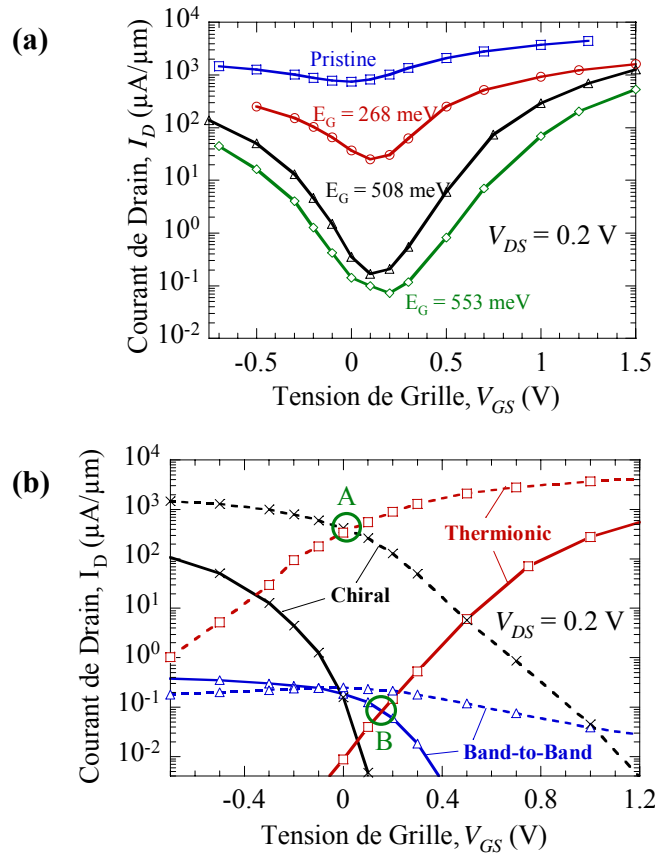 (a)
Courant de Drain, I_D (µA/µm)
10^4
10^3
10^2
10^1
10^0
10^-1
10^-2
Pristine
E_G = 268 meV
E_G = 508 meV
V_DS = 0.2 V
E_G = 553 meV
-0.5 0 0.5 1.0 1.5
Tension de Grille, V_GS (V)
(b)
Courant de Drain, I_D (µA/µm)
10^4
10^3
10^2
10^1
10^0
10^-1
10^-2
A
Thermionic
Chiral
V_DS = 0.2 V
B
Band-to-Band
-0.4 0 0.4 0.8 1.2
Tension de Grille, V_GS (V)